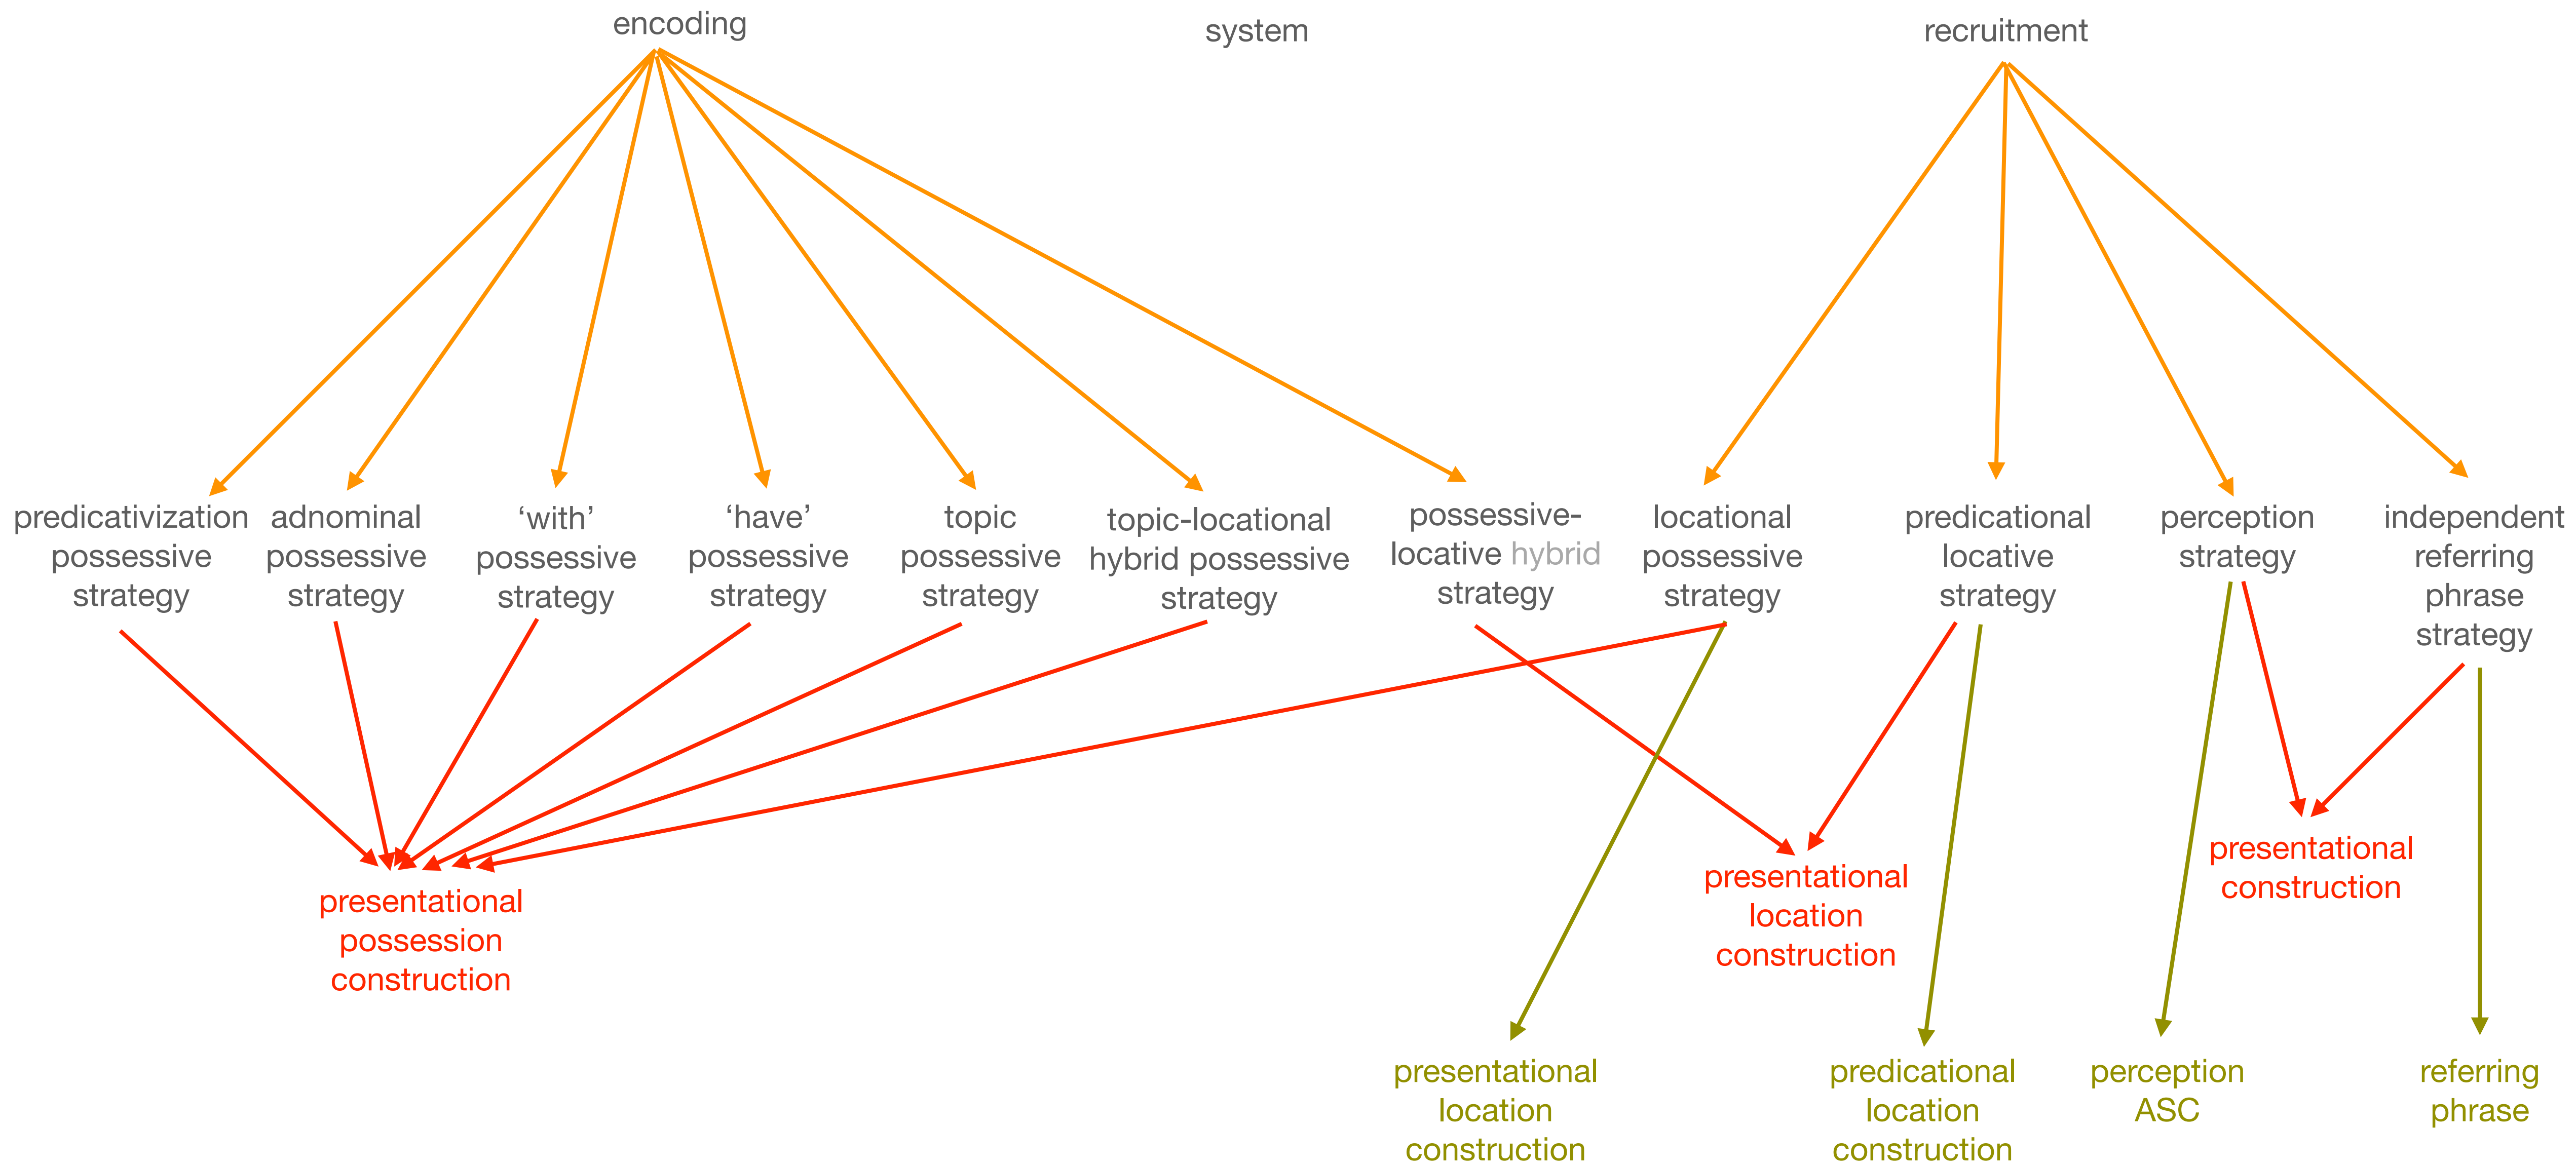 encoding
system
recruitment
predicativization
possessive
strategy
adnominal
possessive
strategy
‘with’
possessive
strategy
‘have’
possessive
strategy
topic
possessive
strategy
topic-locational
hybrid possessive
strategy
possessive-
locative hybrid
strategy
locational
possessive
strategy
predicational
locative
strategy
perception
strategy
independent
referring
phrase
strategy
presentational
possession
construction
presentational
location
construction
presentational
construction
presentational
location
construction
predicational
location
construction
perception
ASC
referring
phrase